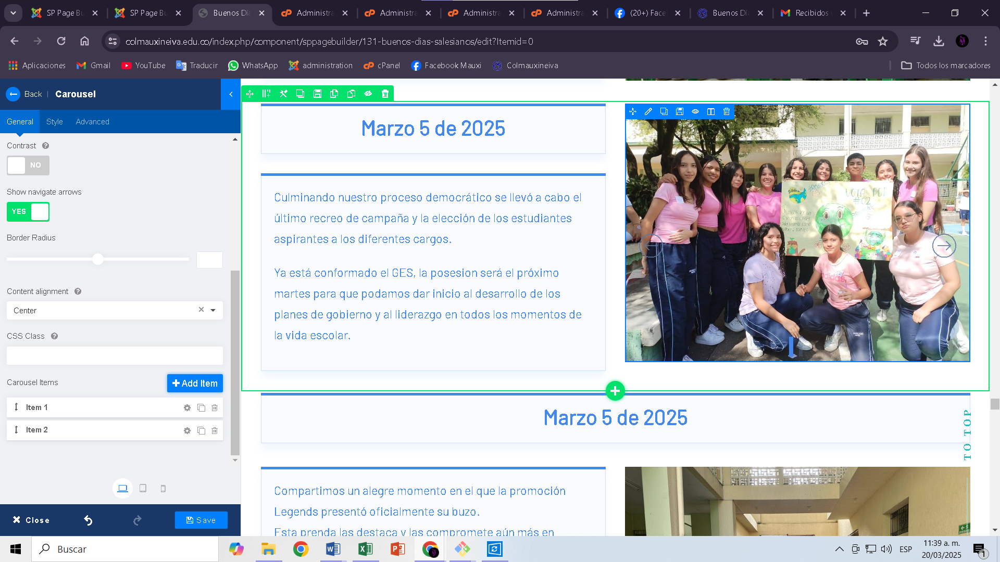 SP Page Bu
SP Page Bu
Buenos Día
Administra
Administra
Administra
Administra
(20+) Face
Buenos Día
Recibidos
colmauxineiva.edu.co/index.php/component/sppagebuilder/131-buenos-dias-salesianos/edit?Itemid=0
Aplicaciones
Gmail
YouTube
Traducir
WhatsApp
administration
cPanel
Facebook Mauxi
Colmauxineiva
Todos los marcadores
Back
Carousel
General
Style
Advanced
Contrast
NO
Show navigate arrows
YES
Border Radius
Content alignment
Center
CSS Class
Carousel Items
Add Item
Item 1
Item 2
Close
Save
Marzo 5 de 2025
Culminando nuestro proceso democrático se llevó a cabo el
último recreo de campaña y la elección de los estudiantes
aspirantes a los diferentes cargos.
Ya está conformado el GES, la posesion será el próximo
martes para que podamos dar inicio al desarrollo de los
planes de gobierno y al liderazgo en todos los momentos de
la vida escolar.
VOTA POR
#02
adidas
Marzo 5 de 2025
TO TOP
Compartimos un alegre momento en el que la promoción
Legends presentó oficialmente su buzo.
Esta prenda las destaca y las compromete aún más en
Buscar
ESP
11:39 a. m.
20/03/2025
1